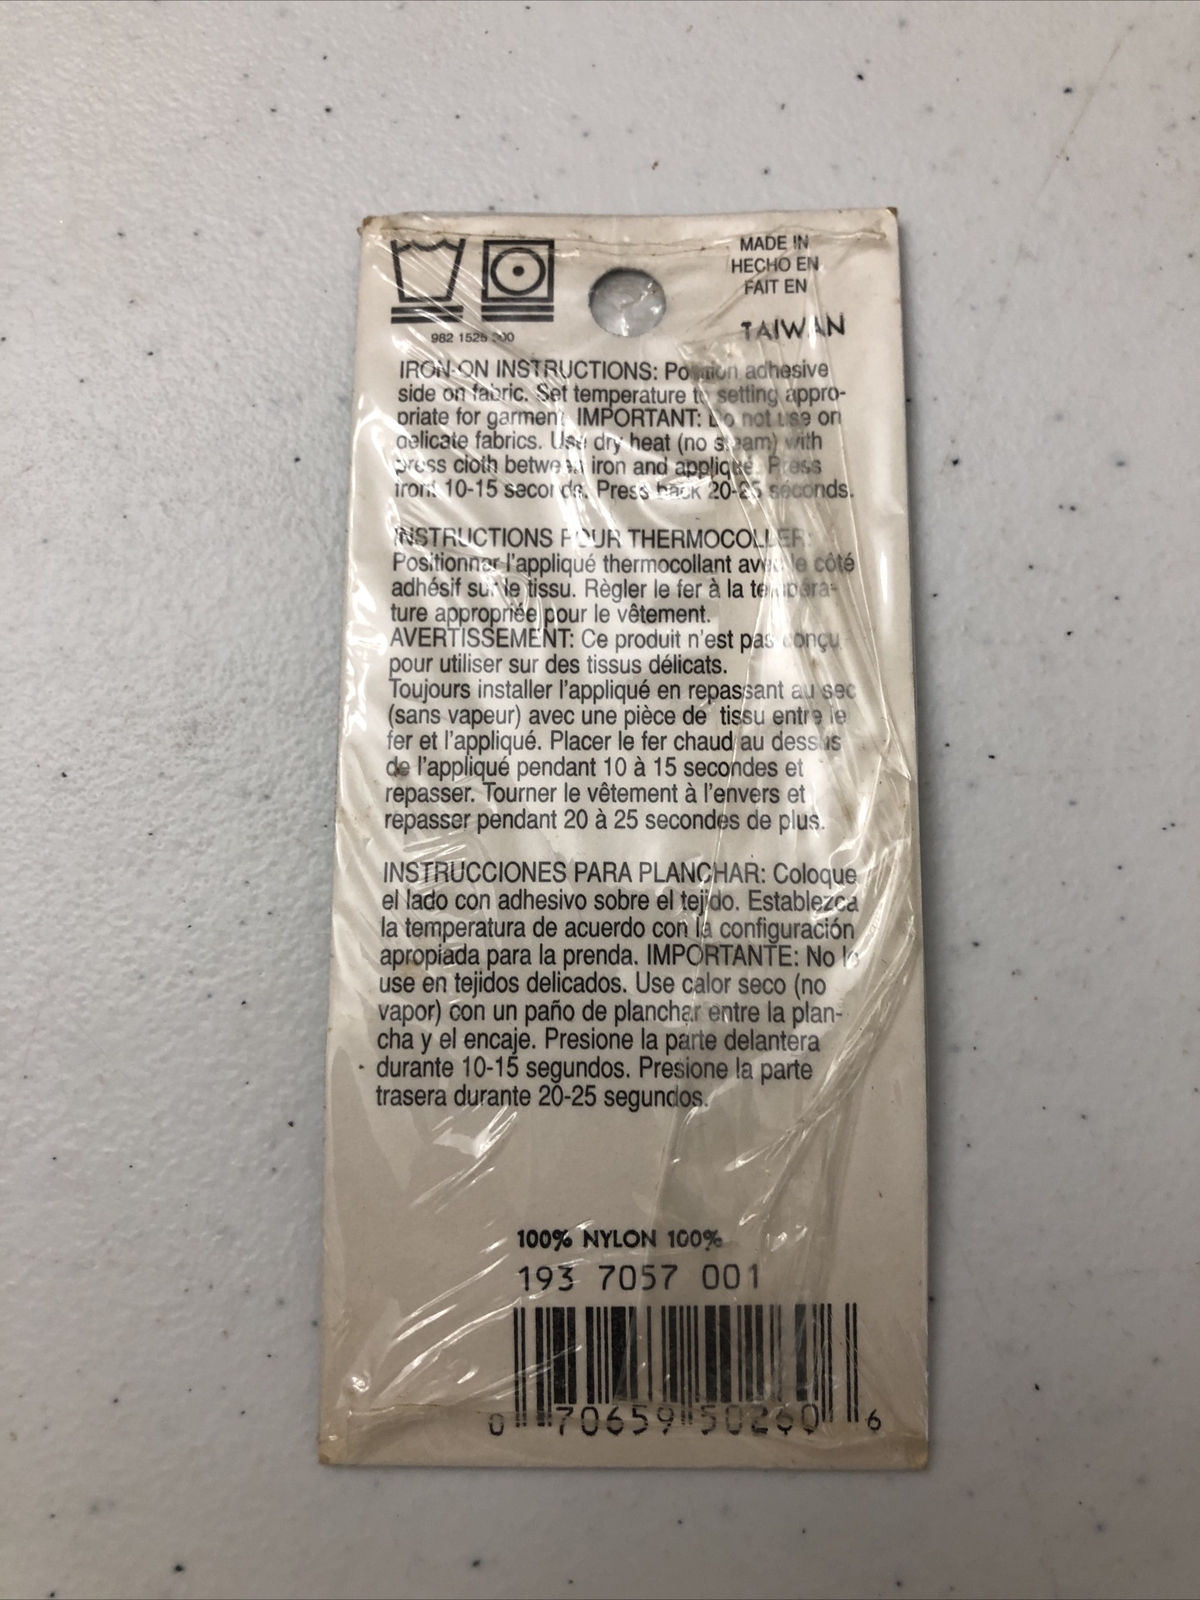 MADE IN
HECHO EN
FAIT EN
TAIWAN
982 1525
IRON-ON INSTRUCTIONS: Position adhesive
side on fabric. Set temperature to setting appro-
priate for garment. IMPORTANT: Do not use on
delicate fabrics. Use dry heat (no steam) with
press cloth between iron and appliqué. Press
front 10-15 seconds. Press back 20-25 seconds.
INSTRUCTIONS POUR THERMOCOLLER:
Positionner l'appliqué thermocollant avec le côté
adhésif sur le tissu. Règler le fer à la tempéra-
ture appropriée pour le vêtement.
AVERTISSEMENT: Ce produit n'est pas conçu
pour utiliser sur des tissus délicats.
Toujours installer l'appliqué en repassant au sec
(sans vapeur) avec une pièce de tissu entre le
fer et l'appliqué. Placer le fer chaud au dessus
de l'appliqué pendant 10 à 15 secondes et
repasser. Tourner le vêtement à l'envers et
repasser pendant 20 à 25 secondes de plus.
INSTRUCCIONES PARA PLANCHAR: Coloque
el lado con adhesivo sobre el tejido. Establezca
la temperatura de acuerdo con la configuración
apropiada para la prenda. IMPORTANTE: No lo
use en tejidos delicados. Use calor seco (no
vapor) con un paño de planchar entre la plan-
cha y el encaje. Presione la parte delantera
durante 10-15 segundos. Presione la parte
trasera durante 20-25 segundos.
100% NYLON 100%
193 7057 001
0 70659 50260 6